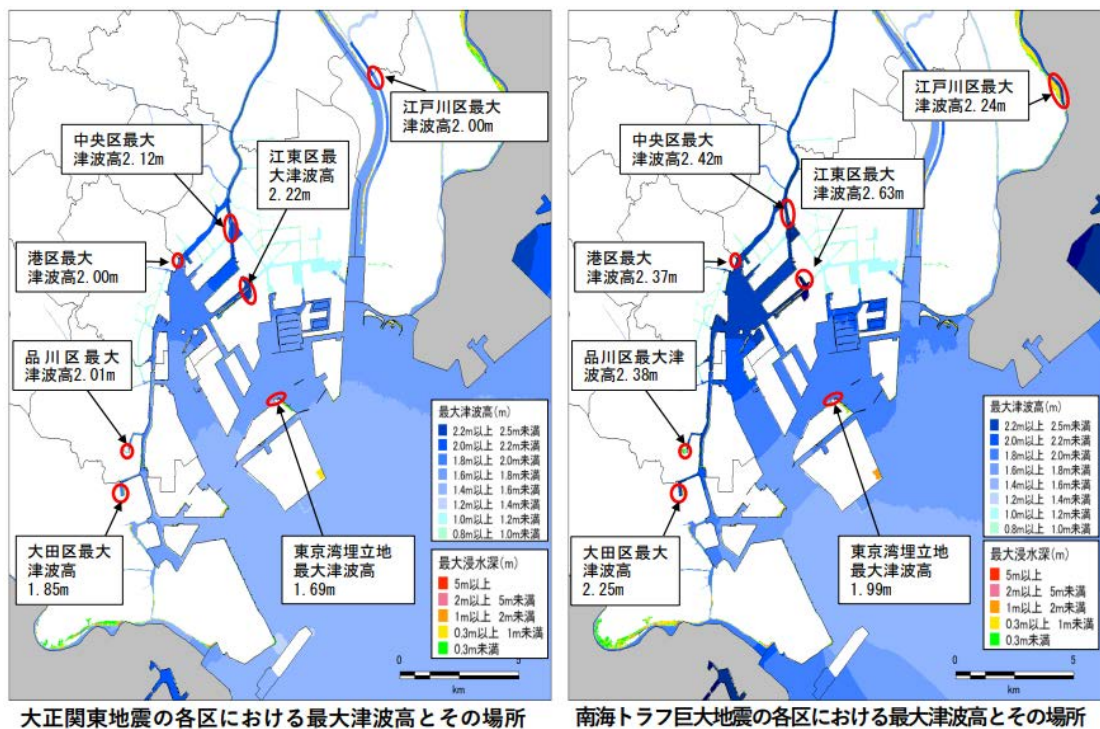 江戸川区最大
津波高2.00m
中央区最大
津波高2.12m
江東区最
大津波高
2.22m
港区最大
津波高2.00m
品川区最大
津波高2.01m
大田区最大
津波高
1.85m
東京湾埋立地
最大津波高
1.69m
最大津波高(m)
2.2m以上 2.5m未満
2.0m以上 2.2m未満
1.8m以上 2.0m未満
1.6m以上 1.8m未満
1.4m以上 1.6m未満
1.2m以上 1.4m未満
1.0m以上 1.2m未満
0.8m以上 1.0m未満
最大浸水深(m)
5m以上
2m以上 5m未満
1m以上 2m未満
0.3m以上 1m未満
0.3m未満
0 5
km
大正関東地震の各区における最大津波高とその場所
江戸川区最大
津波高2.24m
中央区最大
津波高2.42m
江東区最大
津波高2.63m
港区最大
津波高2.37m
品川区最大津
波高2.38m
大田区最大
津波高
2.25m
東京湾埋立地
最大津波高
1.99m
最大津波高(m)
2.2m以上 2.5m未満
2.0m以上 2.2m未満
1.8m以上 2.0m未満
1.6m以上 1.8m未満
1.4m以上 1.6m未満
1.2m以上 1.4m未満
1.0m以上 1.2m未満
0.8m以上 1.0m未満
最大浸水深(m)
5m以上
2m以上 5m未満
1m以上 2m未満
0.3m以上 1m未満
0.3m未満
0 5
km
南海トラフ巨大地震の各区における最大津波高とその場所